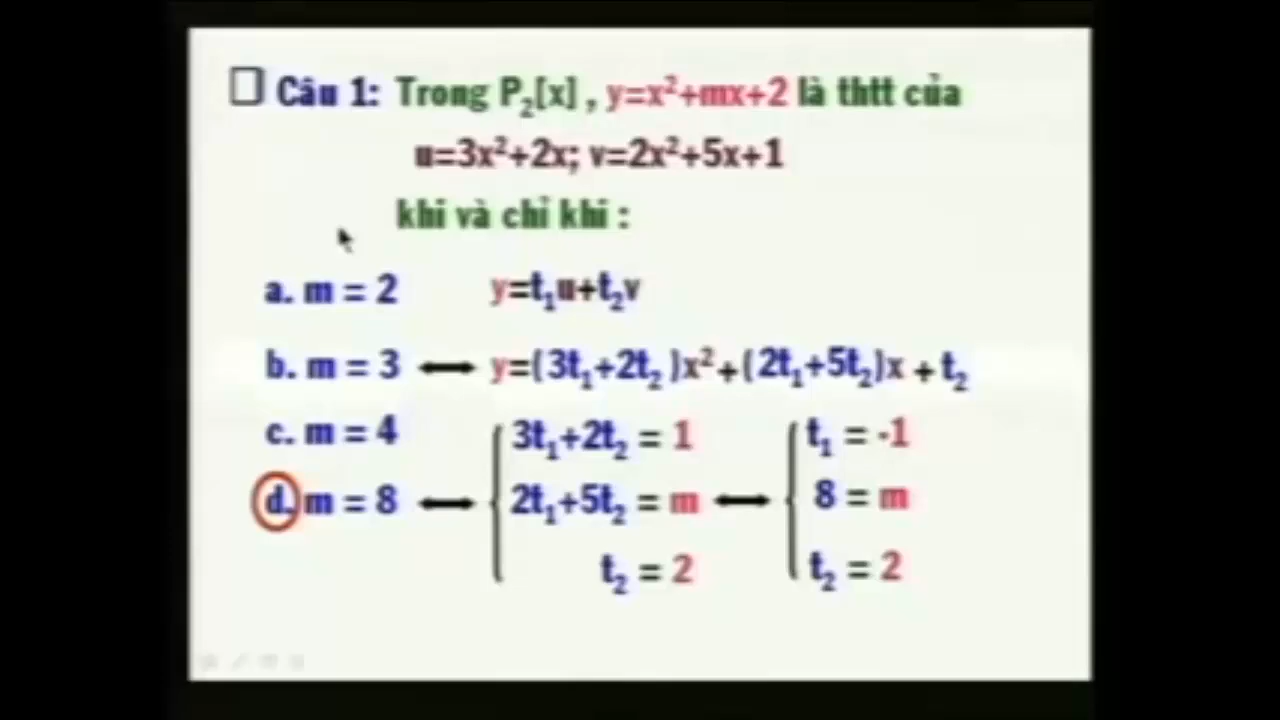 Câu 1: Trong P₂[x] , y=x²+mx+2 là thtt của
u=3x²+2x; v=2x²+5x+1
khi và chỉ khi :
a. m = 2 y=t₁u+t₂v
b. m = 3 ⟷ y=(3t₁+2t₂)x²+(2t₁+5t₂)x + t₂
c. m = 4 3t₁+2t₂ = 1 t₁ = -1
d. m = 8 ⟷ 2t₁+5t₂ = m ⟷ 8 = m
t₂ = 2 t₂ = 2